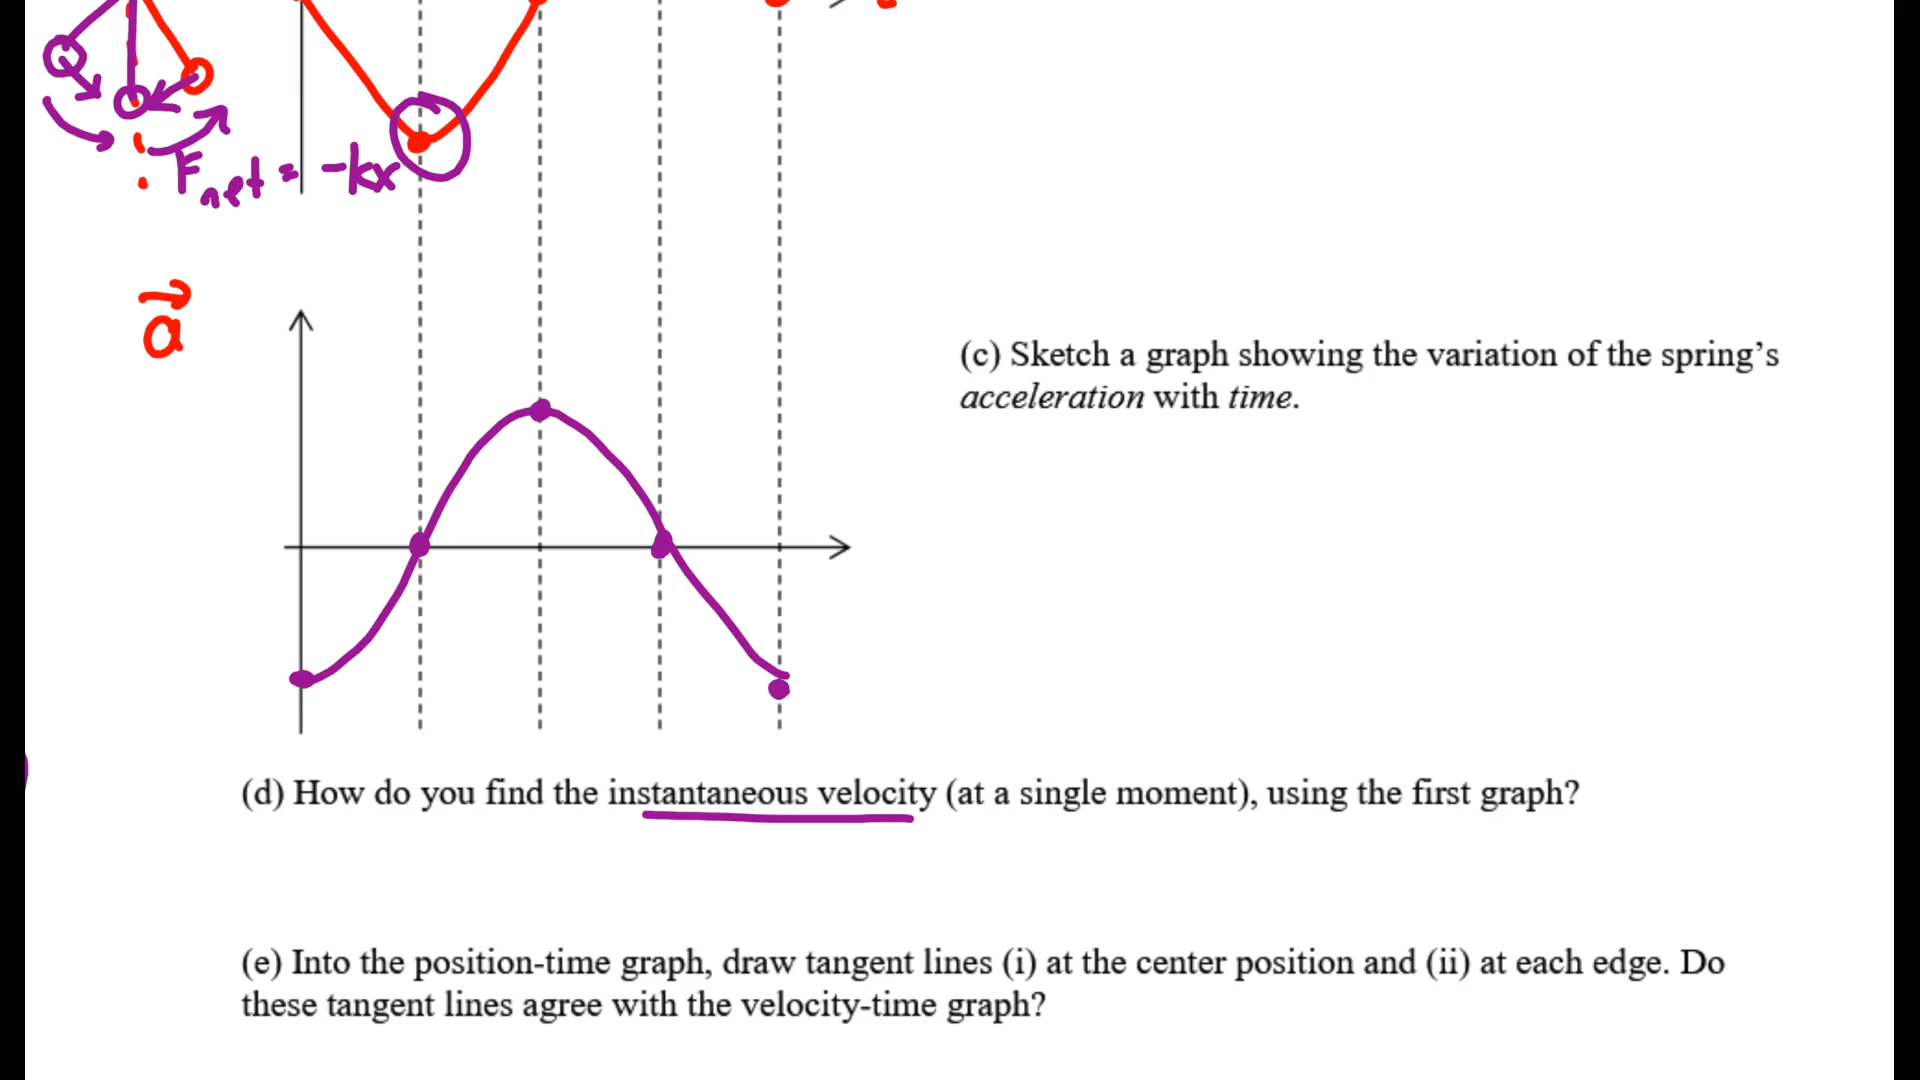 F net = -kx
a
(c) Sketch a graph showing the variation of the spring’s
acceleration with time.
(d) How do you find the instantaneous velocity (at a single moment), using the first graph?
(e) Into the position-time graph, draw tangent lines (i) at the center position and (ii) at each edge. Do
these tangent lines agree with the velocity-time graph?